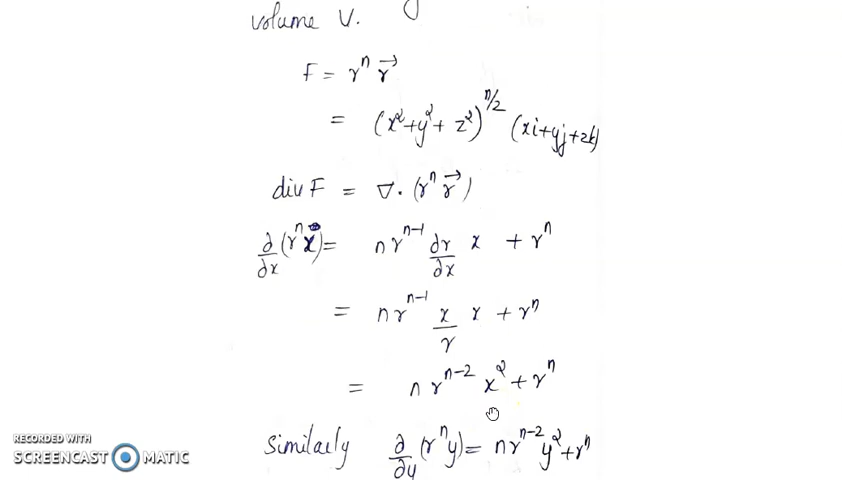 volume V.
F = r^n r⃗
= (x²+y²+z²)^{n/2} (xi+yj+zk)
div F = ∇·(r^n r⃗)
∂/∂x (r^n x) = n r^{n-1} ∂r/∂x x + r^n
= n r^{n-1} x/r x + r^n
= n r^{n-2} x² + r^n
Similarly ∂/∂y (r^n y) = n r^{n-2} y² + r^n
RECORDED WITH
SCREENCAST MATIC